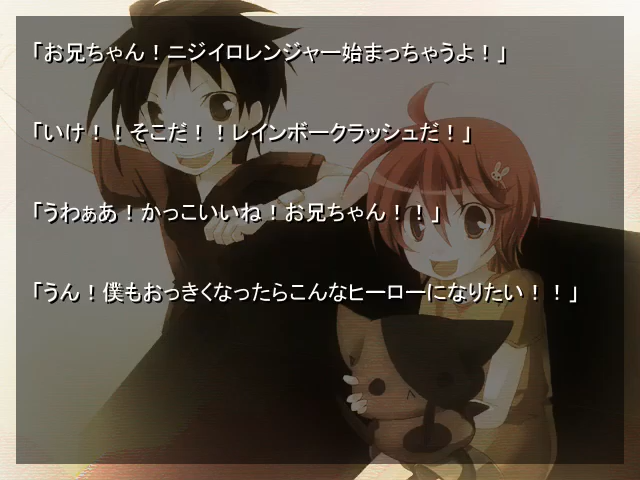 「お兄ちゃん！ニジイロレンジャー始まっちゃうよ！」
「いけ！！そこだ！！レインボークラッシュだ！」
「うわぁあ！かっこいいね！お兄ちゃん！！」
「うん！僕もおっきくなったらこんなヒーローになりたい！！」